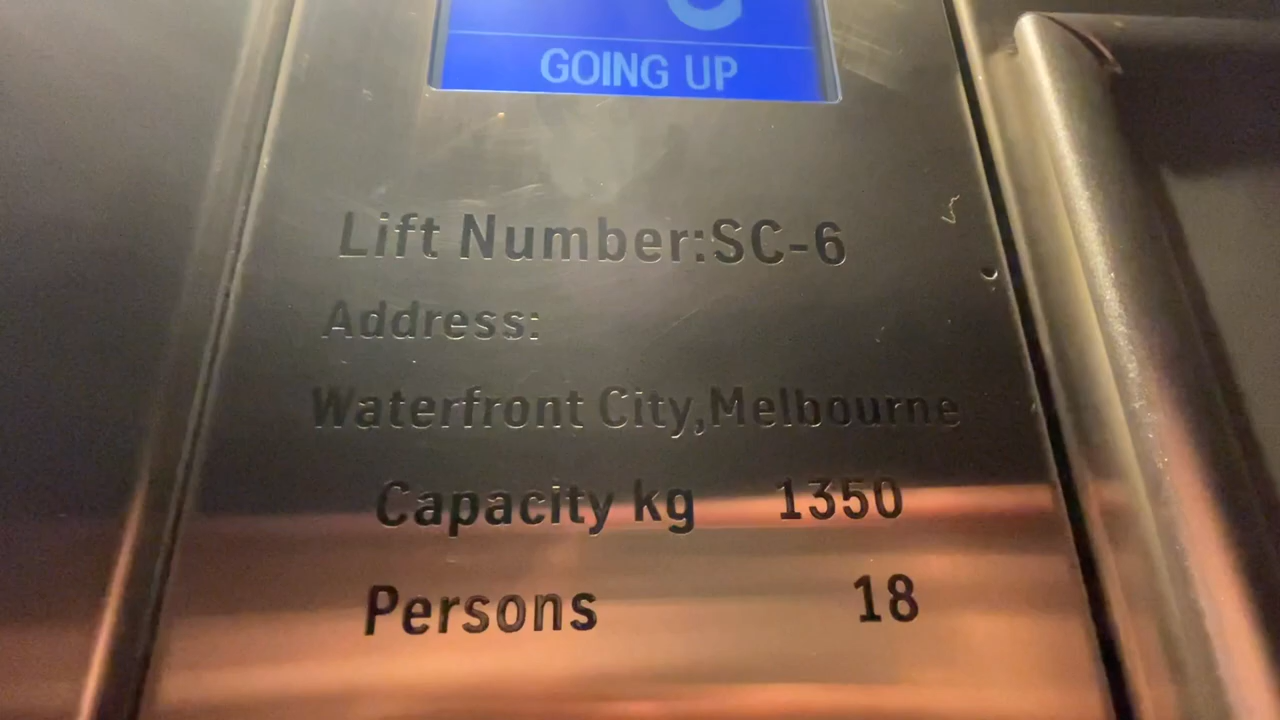 GOING UP
Lift Number:SC-6
Address:
Waterfront City,Melbourne
Capacity kg 1350
Persons 18